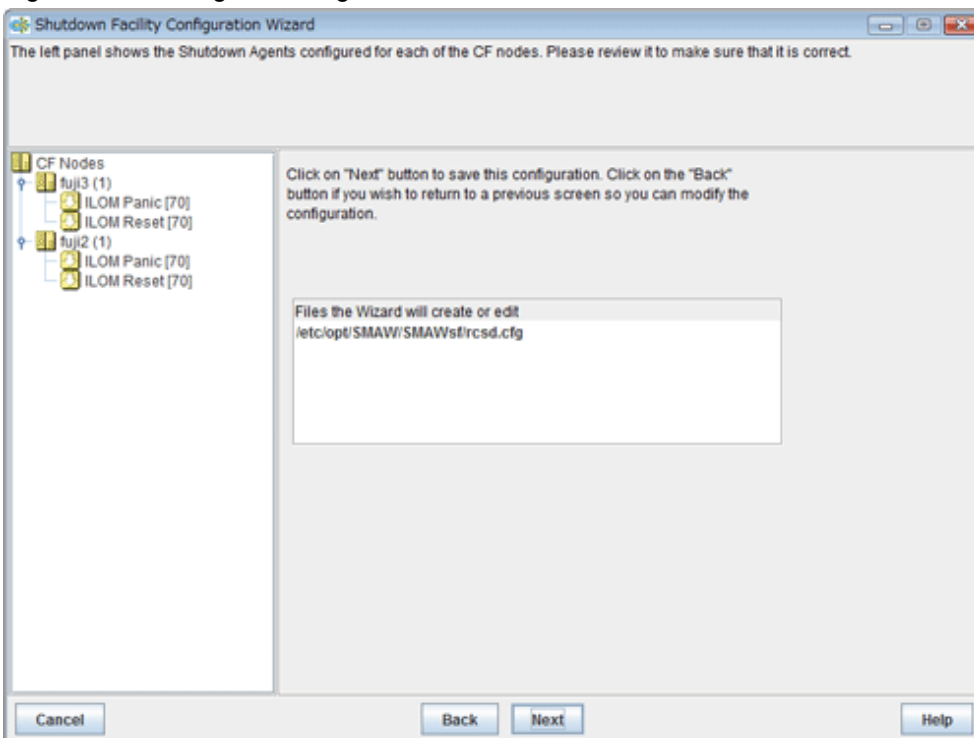 Shutdown Facility Configuration Wizard
The left panel shows the Shutdown Agents configured for each of the CF nodes. Please review it to make sure that it is correct.
CF Nodes
fuji3 (1)
ILOM Panic [70]
ILOM Reset [70]
fuji2 (1)
ILOM Panic [70]
ILOM Reset [70]
Click on "Next" button to save this configuration. Click on the "Back"
button if you wish to return to a previous screen so you can modify the
configuration.
Files the Wizard will create or edit
/etc/opt/SMAW/SMAWsf/rcsd.cfg
Cancel
Back
Next
Help